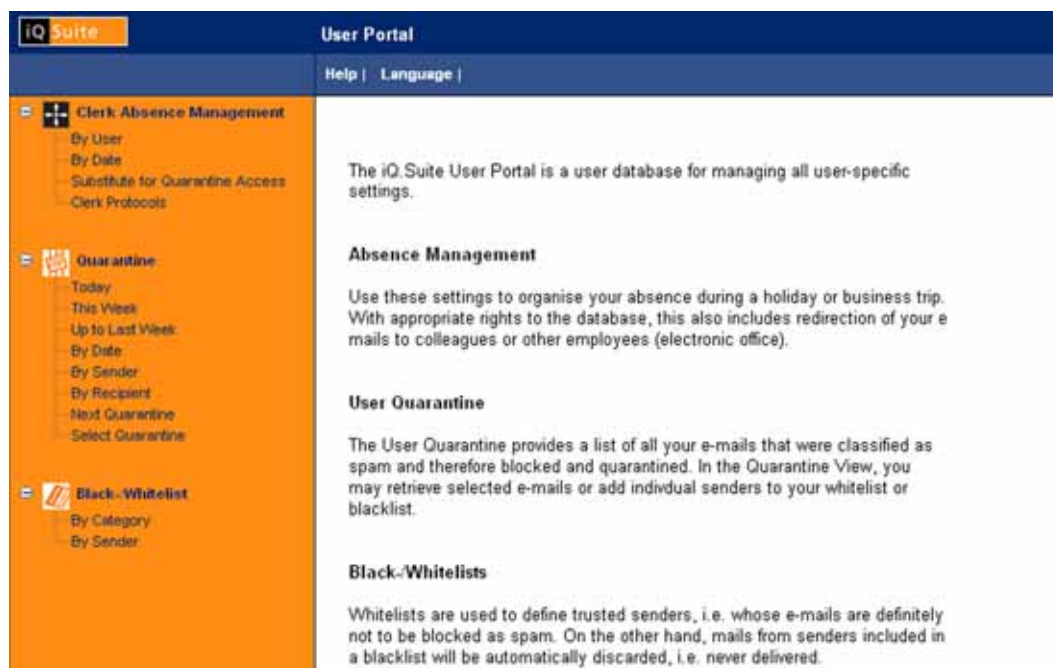 iQ Suite
User Portal
Help | Language |
Clerk Absence Management
By User
By Date
Substitute for Quarantine Access
Clerk Protocols
Quarantine
Today
This Week
Up to Last Week
By Date
By Sender
By Recipient
Next Quarantine
Select Quarantine
Black-/Whitelist
By Category
By Sender
The iQ.Suite User Portal is a user database for managing all user-specific
settings.
Absence Management
Use these settings to organise your absence during a holiday or business trip.
With appropriate rights to the database, this also includes redirection of your e
mails to colleagues or other employees (electronic office).
User Quarantine
The User Quarantine provides a list of all your e-mails that were classified as
spam and therefore blocked and quarantined. In the Quarantine View, you
may retrieve selected e-mails or add indivdual senders to your whitelist or
blacklist.
Black-/Whitelists
Whitelists are used to define trusted senders, i.e. whose e-mails are definitely
not to be blocked as spam. On the other hand, mails from senders included in
a blacklist will be automatically discarded, i.e. never delivered.